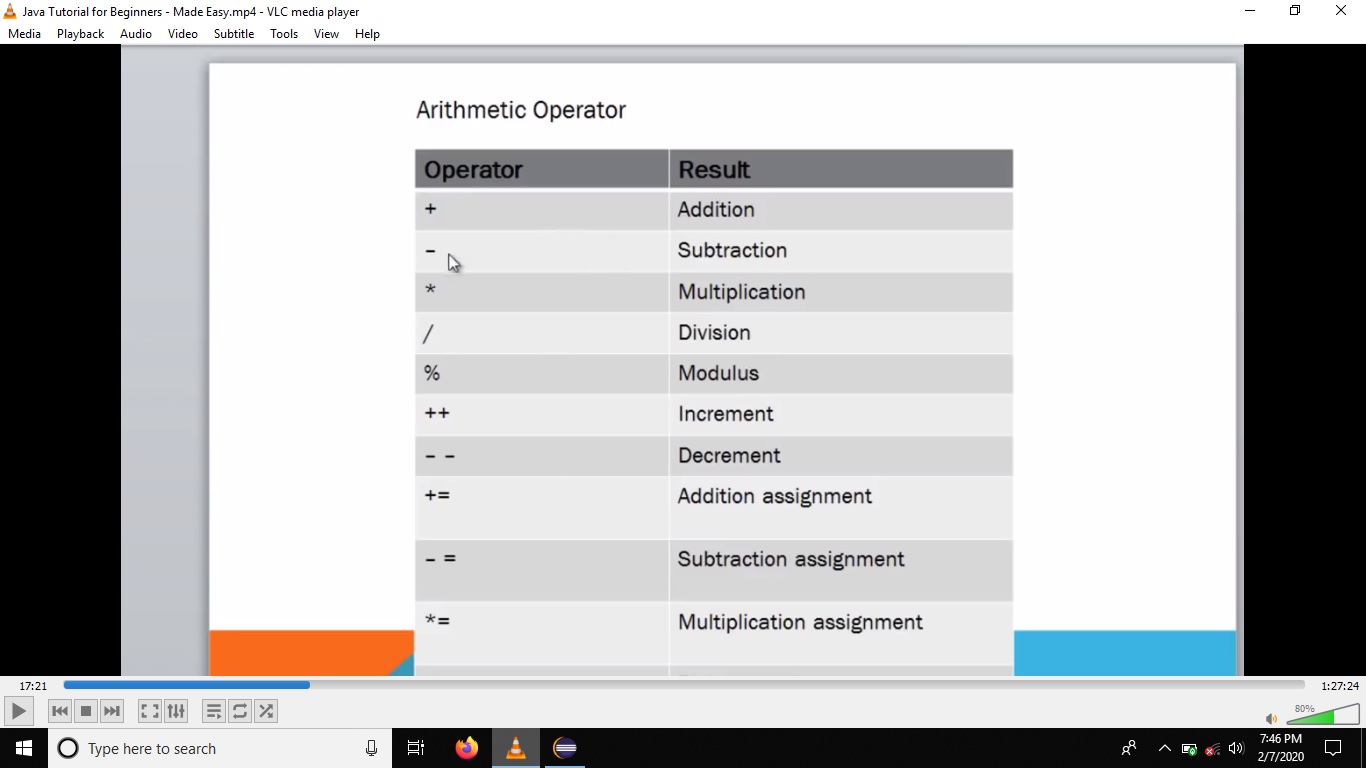 Java Tutorial for Beginners - Made Easy.mp4 - VLC media player
Media Playback Audio Video Subtitle Tools View Help
Arithmetic Operator
Operator Result
+ Addition
- Subtraction
* Multiplication
/ Division
% Modulus
++ Increment
- - Decrement
+= Addition assignment
- = Subtraction assignment
*= Multiplication assignment
17:21 1:27:24
80%
Type here to search
7:46 PM
2/7/2020